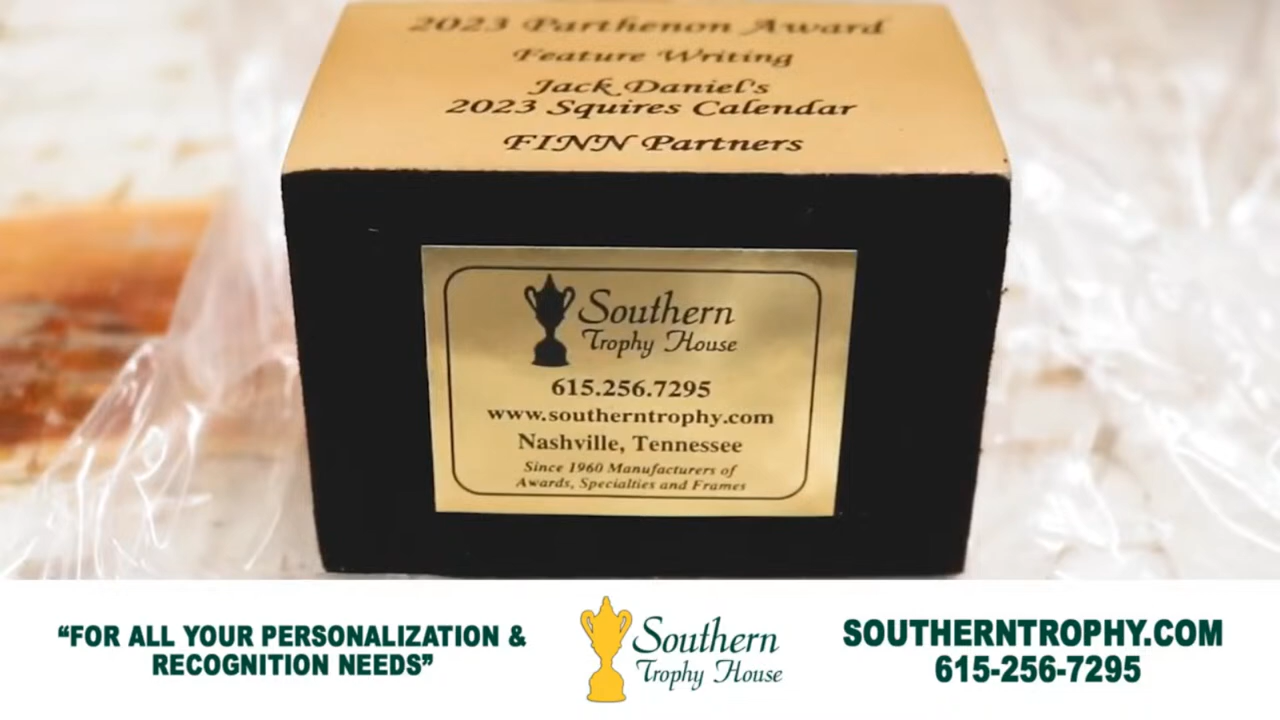 2023 Parthenon Award
Feature Writing
Jack Daniel's
2023 Squires Calendar
FINN Partners
Southern
Trophy House
615.256.7295
www.southerntrophy.com
Nashville, Tennessee
Since 1960 Manufacturers of
Awards, Specialties and Frames
“FOR ALL YOUR PERSONALIZATION &
RECOGNITION NEEDS”
Southern
Trophy House
SOUTHERNTROPHY.COM
615-256-7295